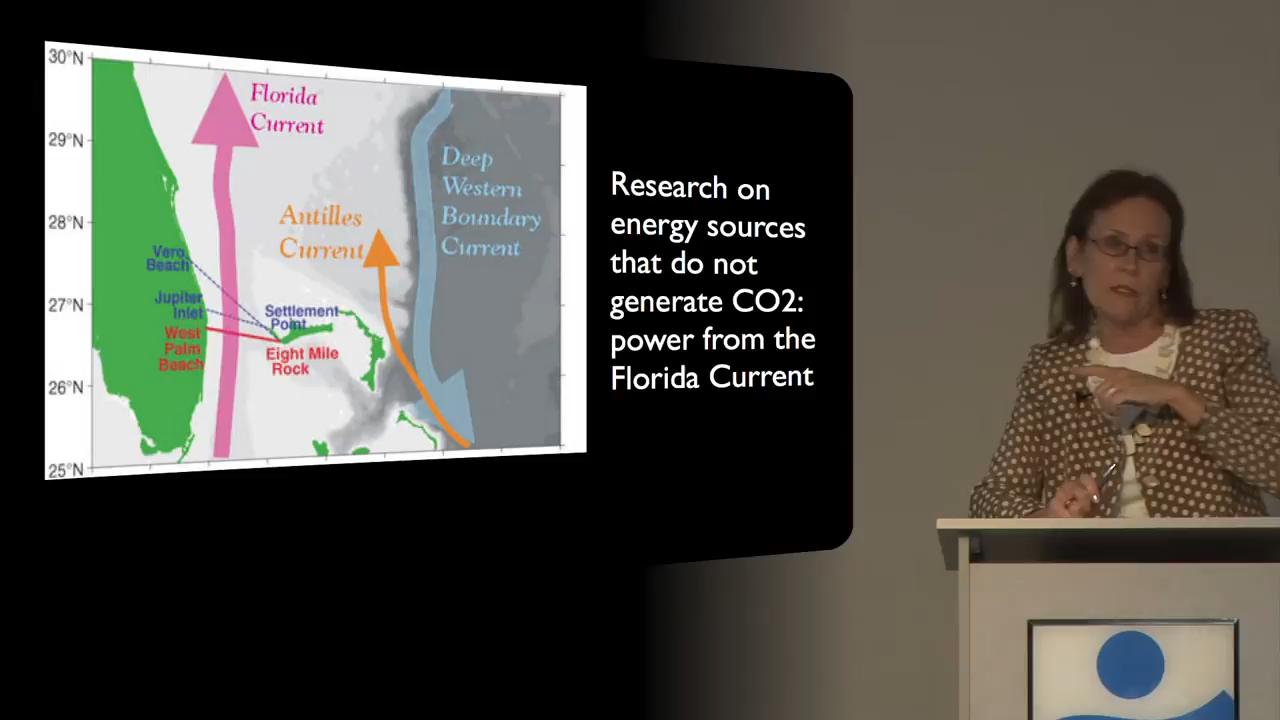 30°N
29°N
28°N
27°N
26°N
25°N
Florida
Current
Deep
Western
Boundary
Current
Antilles
Current
Vero
Beach
Jupiter
Inlet
West
Palm
Beach
Settlement
Point
Eight Mile
Rock
Research on
energy sources
that do not
generate CO2:
power from the
Florida Current